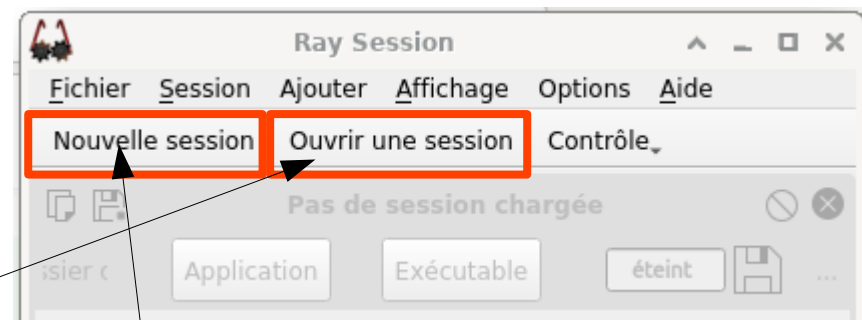 Ray Session
Fichier Session Ajouter Affichage Options Aide
Nouvelle session Ouvrir une session Contrôle
Pas de session chargée
Application Exécutable éteint ...